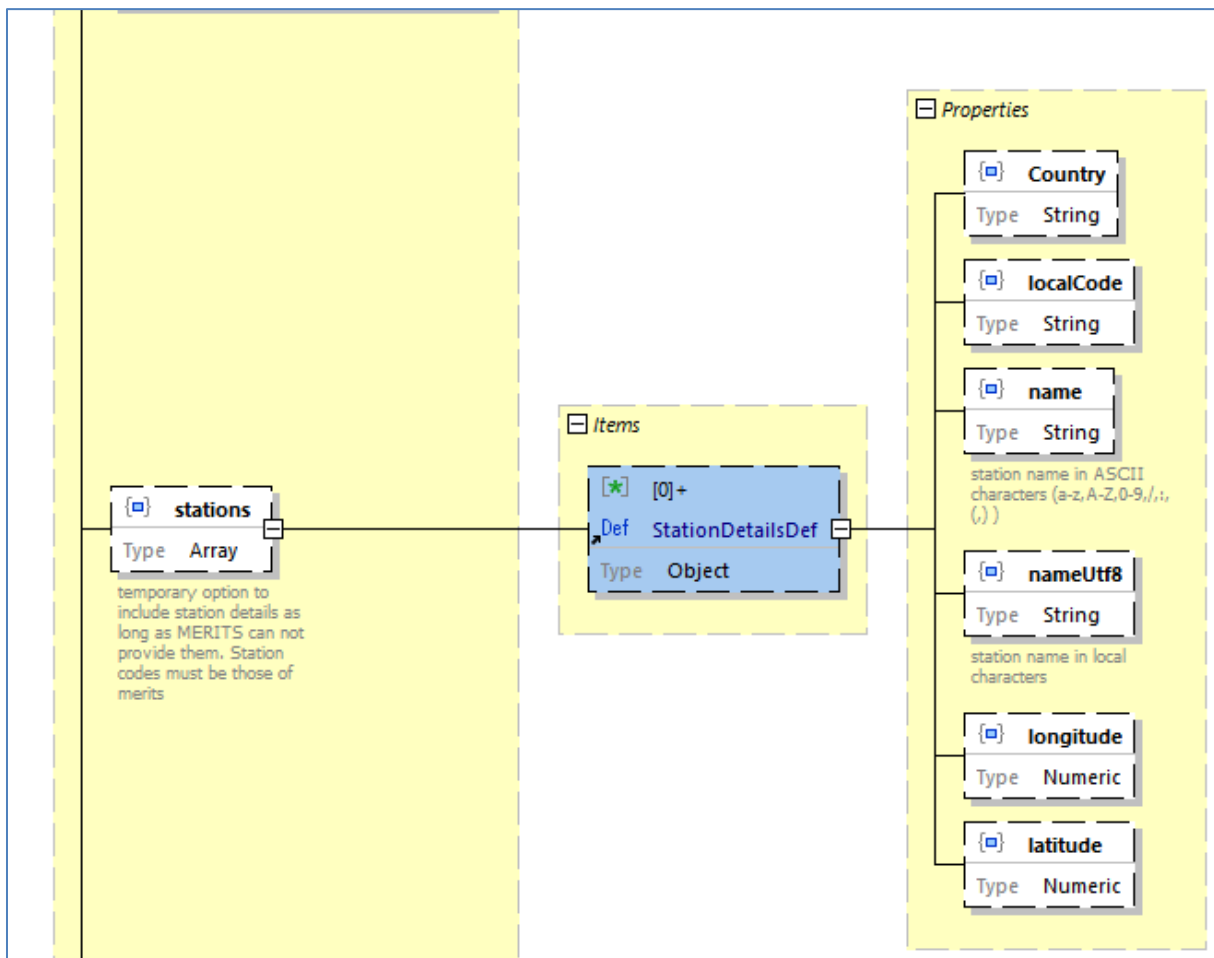 stations
Type Array
temporary option to
include station details as
long as MERITS can not
provide them. Station
codes must be those of
merits
Items
[0]+
Def StationDetailsDef
Type Object
Properties
Country
Type String
localCode
Type String
name
Type String
station name in ASCII
characters (a-z,A-Z,0-9,/,:,
(,) )
nameUtf8
Type String
station name in local
characters
longitude
Type Numeric
latitude
Type Numeric